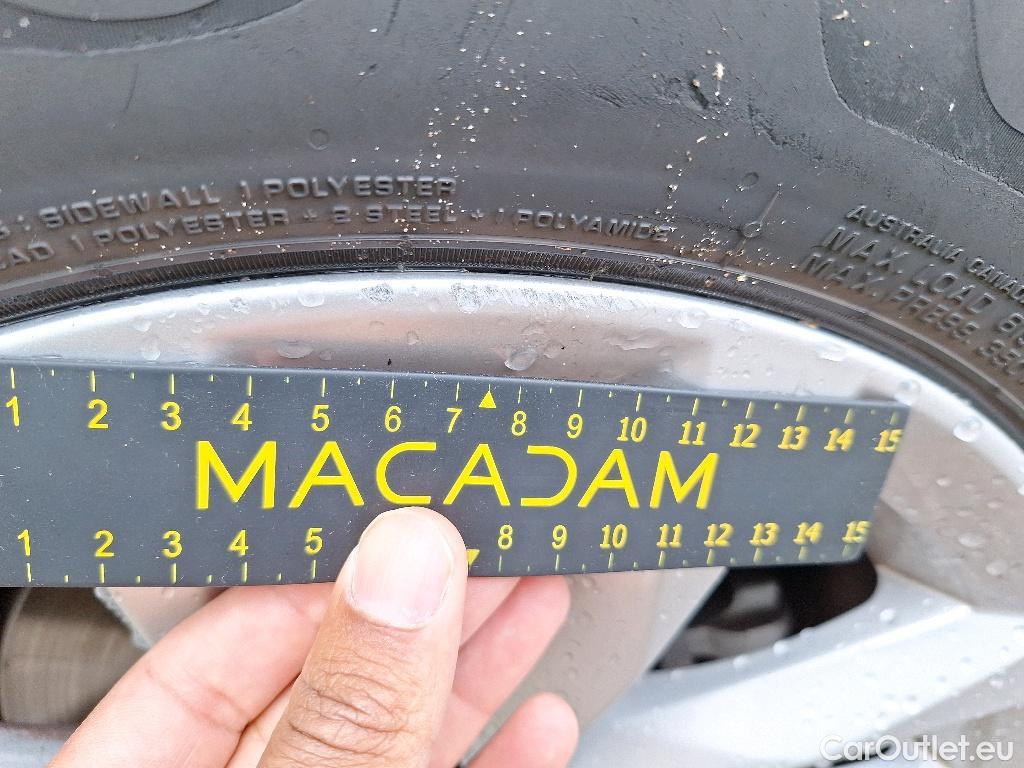 : SIDEWALL 1 POLYESTER
EAD 1 POLYESTER + 2 STEEL + 1 POLYAMIDE
AUSTRALIA
MAX. LOAD
MAX. PRESS.
1 2 3 4 5 6 7 8 9 10 11 12 13 14 15
MACADAM
1 2 3 4 5 8 9 10 11 12 13 14 15
CarOutlet.eu